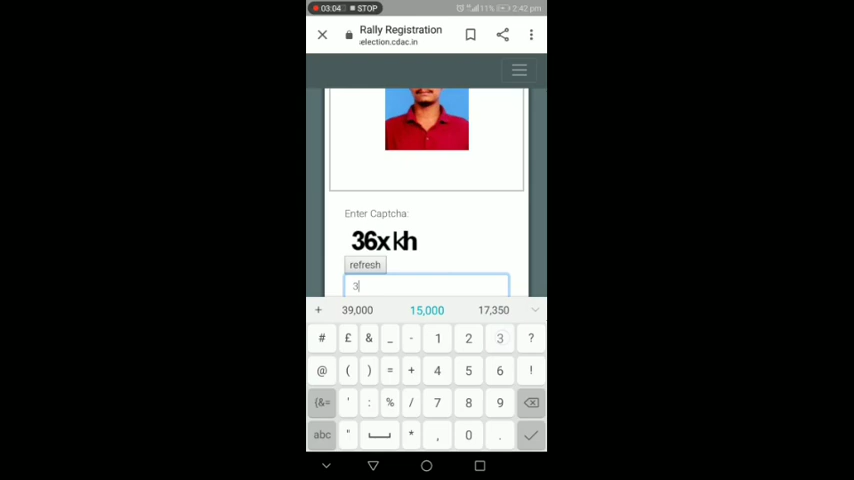 03:04 STOP 11% 2:42 pm
Rally Registration
selection.cdac.in
Enter Captcha:
36xkh
refresh
3
+ 39,000 15,000 17,350
# £ & _ - 1 2 3 ?
@ ( ) = + 4 5 6 !
{&= ' : % / 7 8 9
abc " * , 0 .